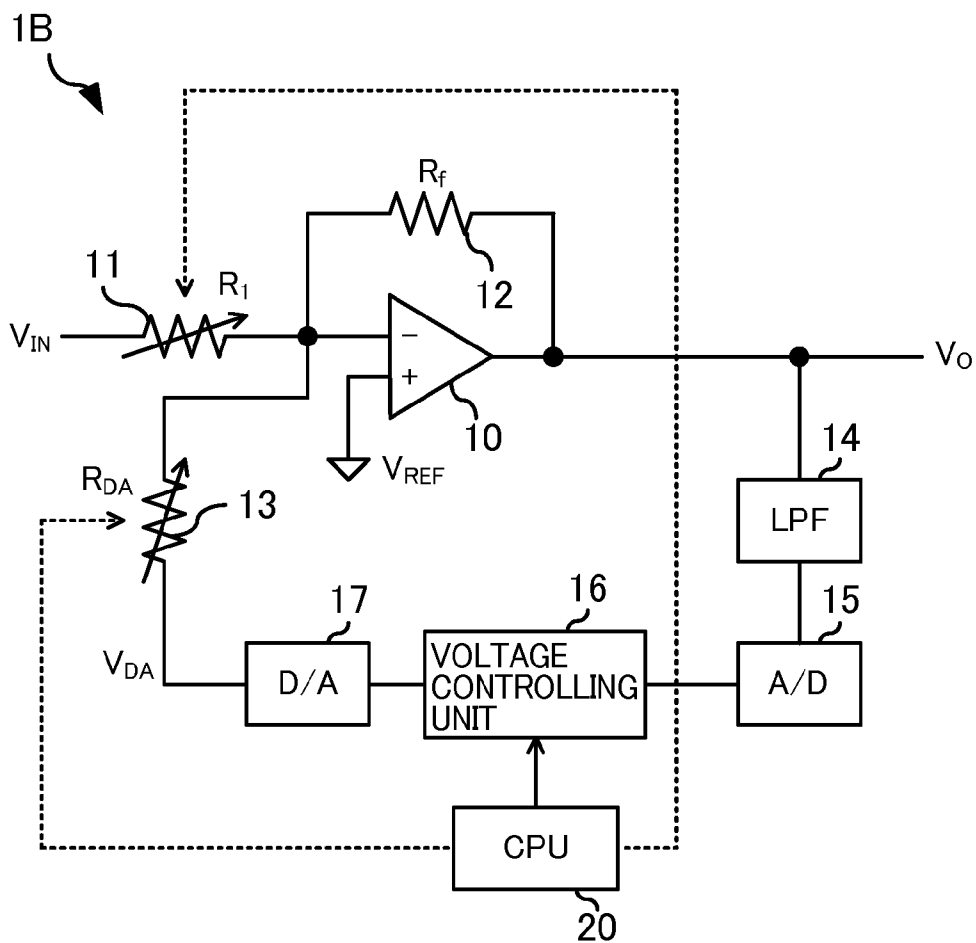 1B
Rf
11
R1
12
VIN
−
+
10
VO
VREF
14
RDA
13
LPF
16
17
15
VDA
D/A
VOLTAGE
CONTROLLING
UNIT
A/D
CPU
20